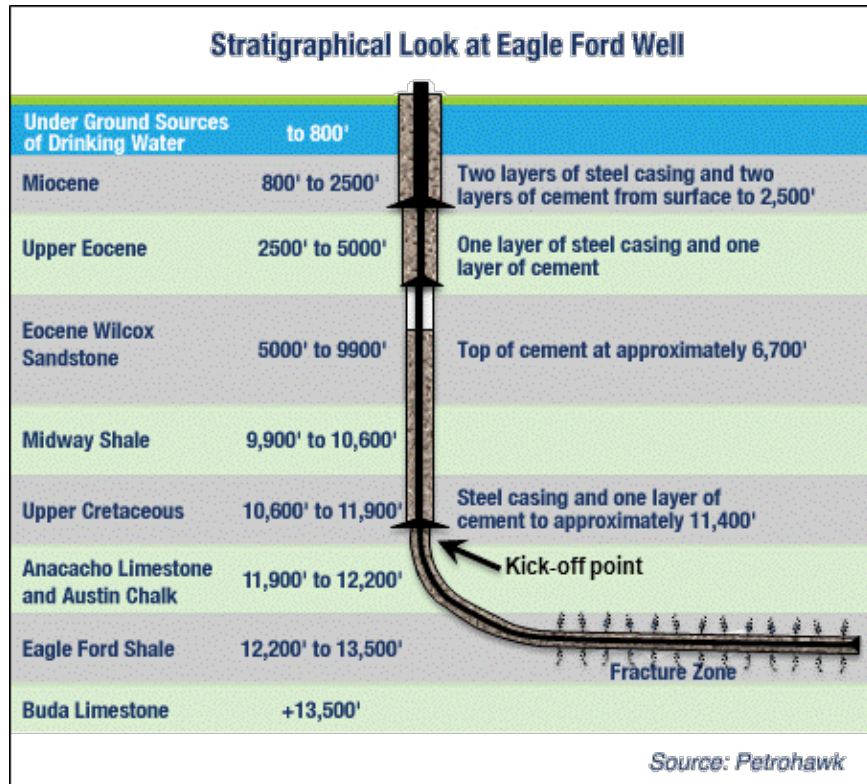 Stratigraphical Look at Eagle Ford Well
Under Ground Sources
of Drinking Water
to 800'
Miocene
800' to 2500'
Two layers of steel casing and two
layers of cement from surface to 2,500'
Upper Eocene
2500' to 5000'
One layer of steel casing and one
layer of cement
Eocene Wilcox
Sandstone
5000' to 9900'
Top of cement at approximately 6,700'
Midway Shale
9,900' to 10,600'
Upper Cretaceous
10,600' to 11,900'
Steel casing and one layer of
cement to approximately 11,400'
Kick-off point
Anacacho Limestone
and Austin Chalk
11,900' to 12,200'
Eagle Ford Shale
12,200' to 13,500'
Fracture Zone
Buda Limestone
+13,500'
Source: Petrohawk